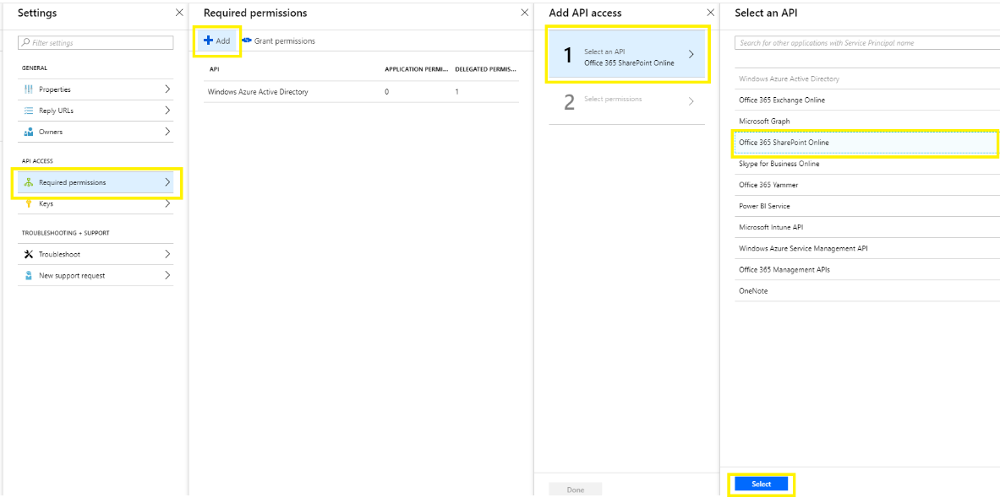 Settings
Filter settings
GENERAL
Properties
Reply URLs
Owners
API ACCESS
Required permissions
Keys
TROUBLESHOOTING + SUPPORT
Troubleshoot
New support request
Required permissions
Add
Grant permissions
API APPLICATION PERMI... DELEGATED PERMIS...
Windows Azure Active Directory 0 1
Add API access
1 Select an API
Office 365 SharePoint Online
2 Select permissions
Done
Select an API
Search for other applications with Service Principal name
Windows Azure Active Directory
Office 365 Exchange Online
Microsoft Graph
Office 365 SharePoint Online
Skype for Business Online
Office 365 Yammer
Power BI Service
Microsoft Intune API
Windows Azure Service Management API
Office 365 Management APIs
OneNote
Select